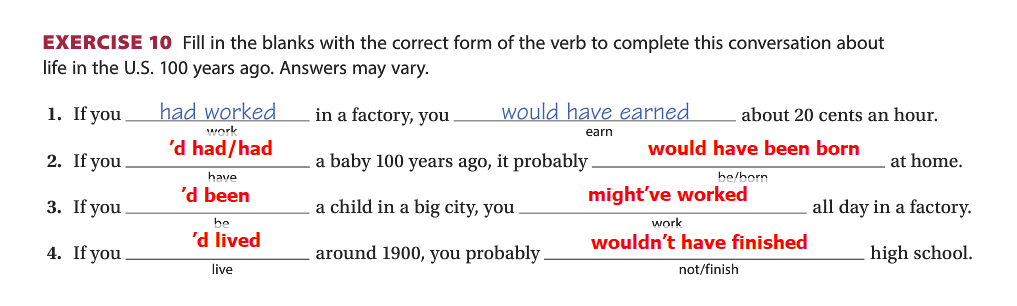 EXERCISE 10 Fill in the blanks with the correct form of the verb to complete this conversation about
life in the U.S. 100 years ago. Answers may vary.
1. If you had worked in a factory, you would have earned about 20 cents an hour.
work earn
2. If you ’d had/had a baby 100 years ago, it probably would have been born at home.
have be/born
3. If you ’d been a child in a big city, you might’ve worked all day in a factory.
be work
4. If you ’d lived around 1900, you probably wouldn’t have finished high school.
live not/finish